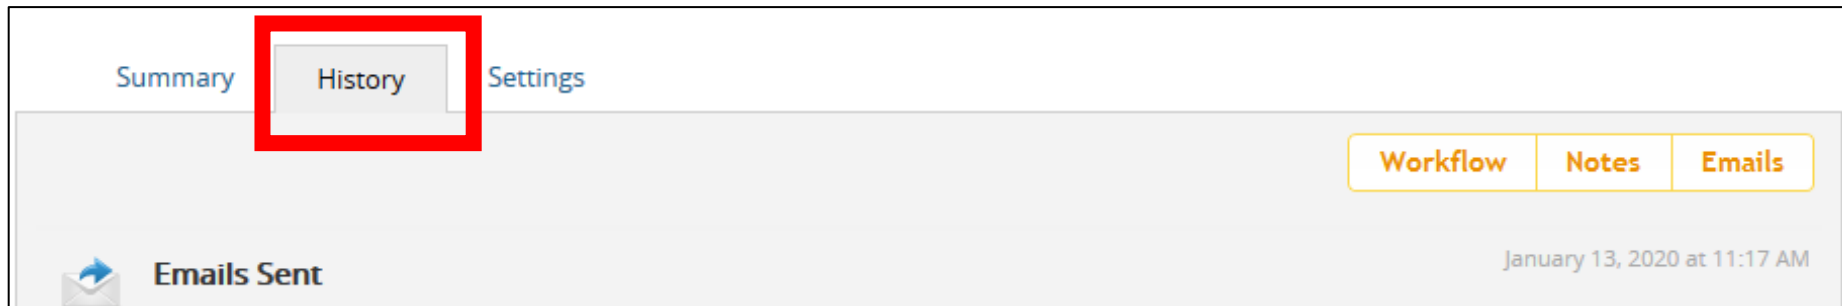 Summary History Settings
Workflow Notes Emails
Emails Sent January 13, 2020 at 11:17 AM